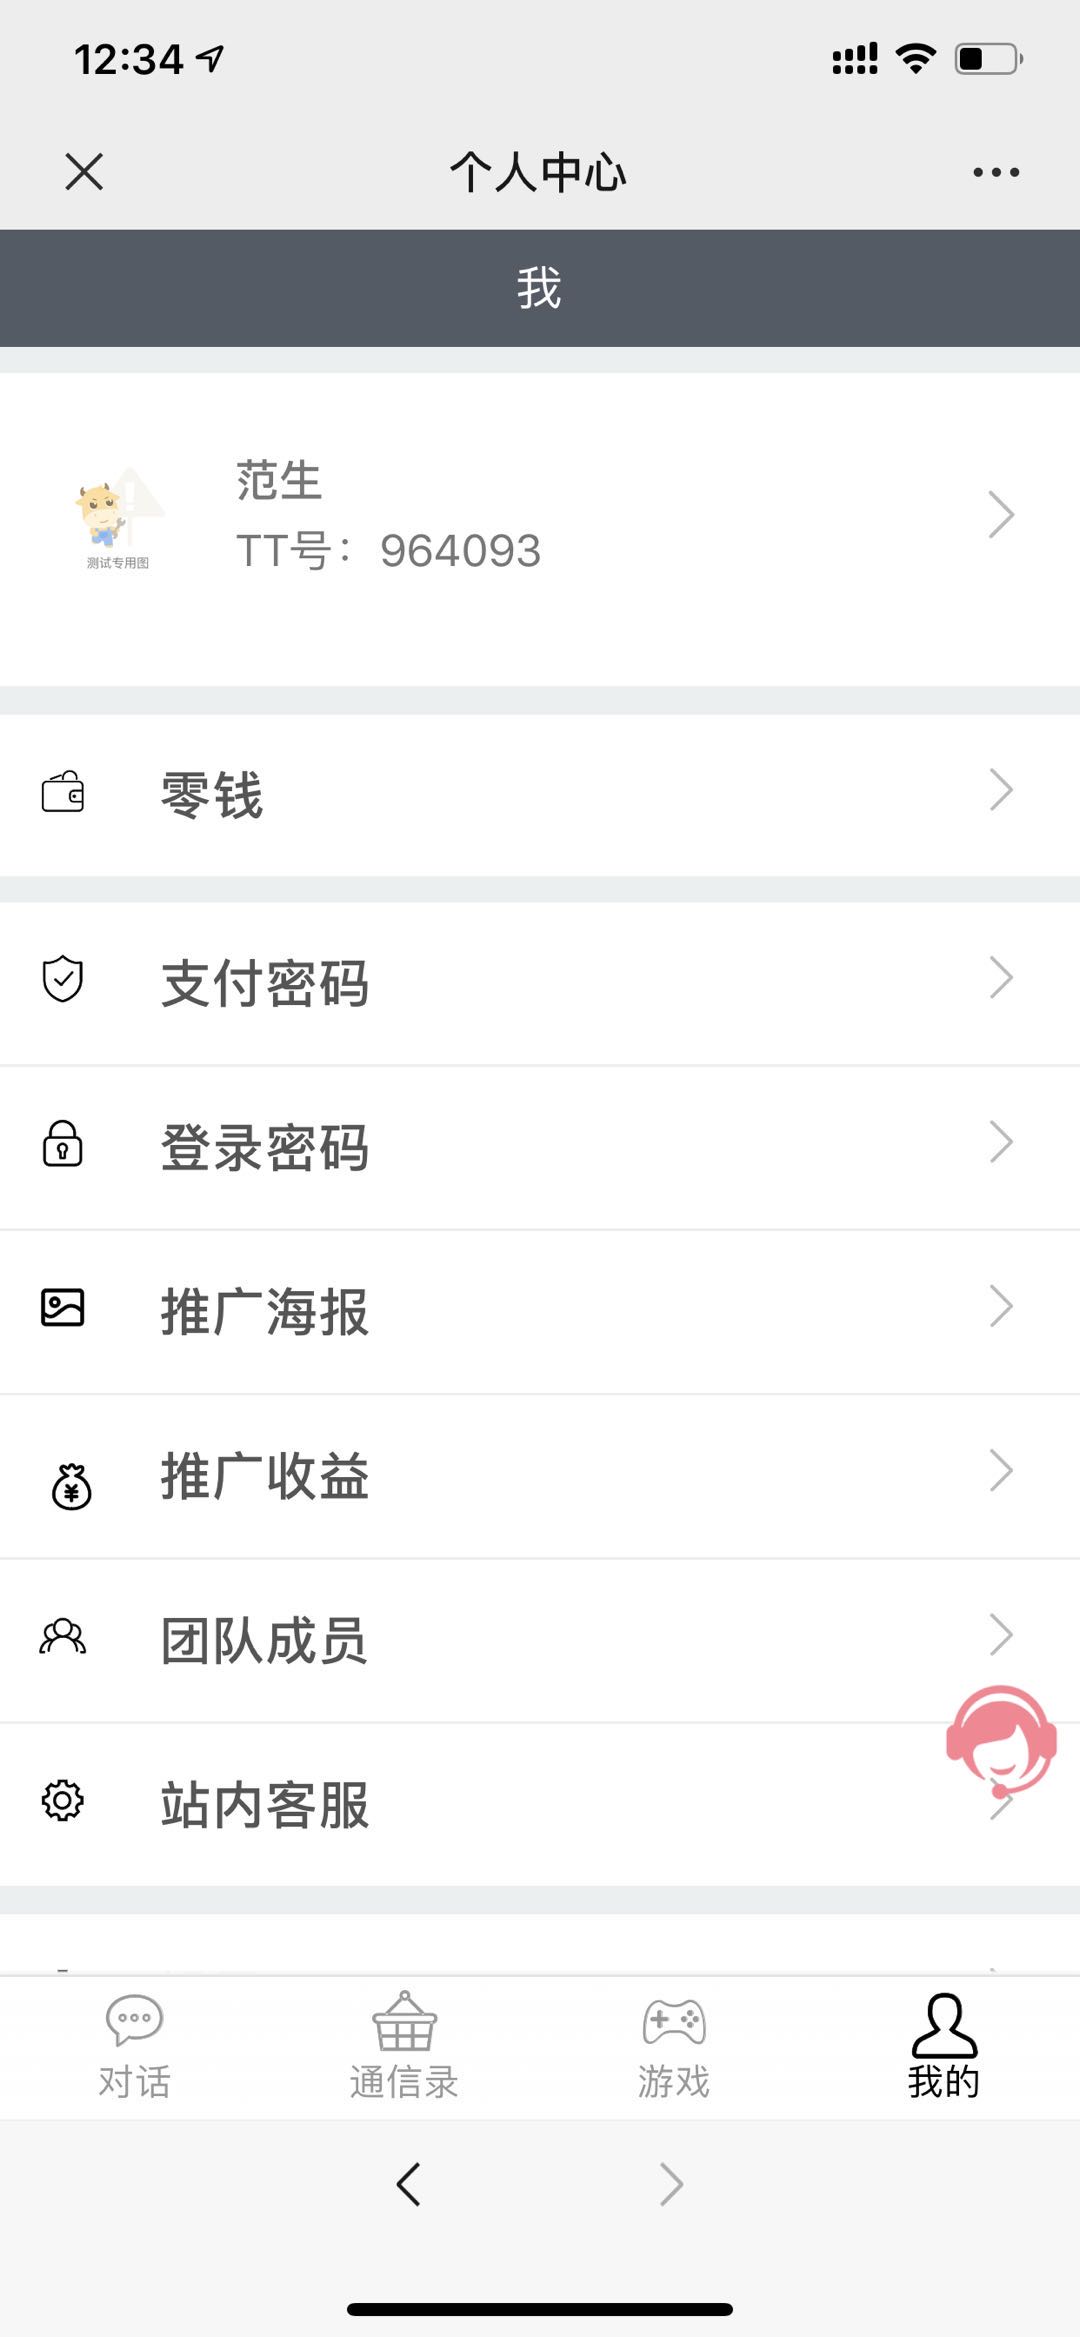 12:34
个人中心
我
范生
TT号：964093
测试专用图
零钱
支付密码
登录密码
推广海报
推广收益
团队成员
站内客服
对话
通信录
游戏
我的